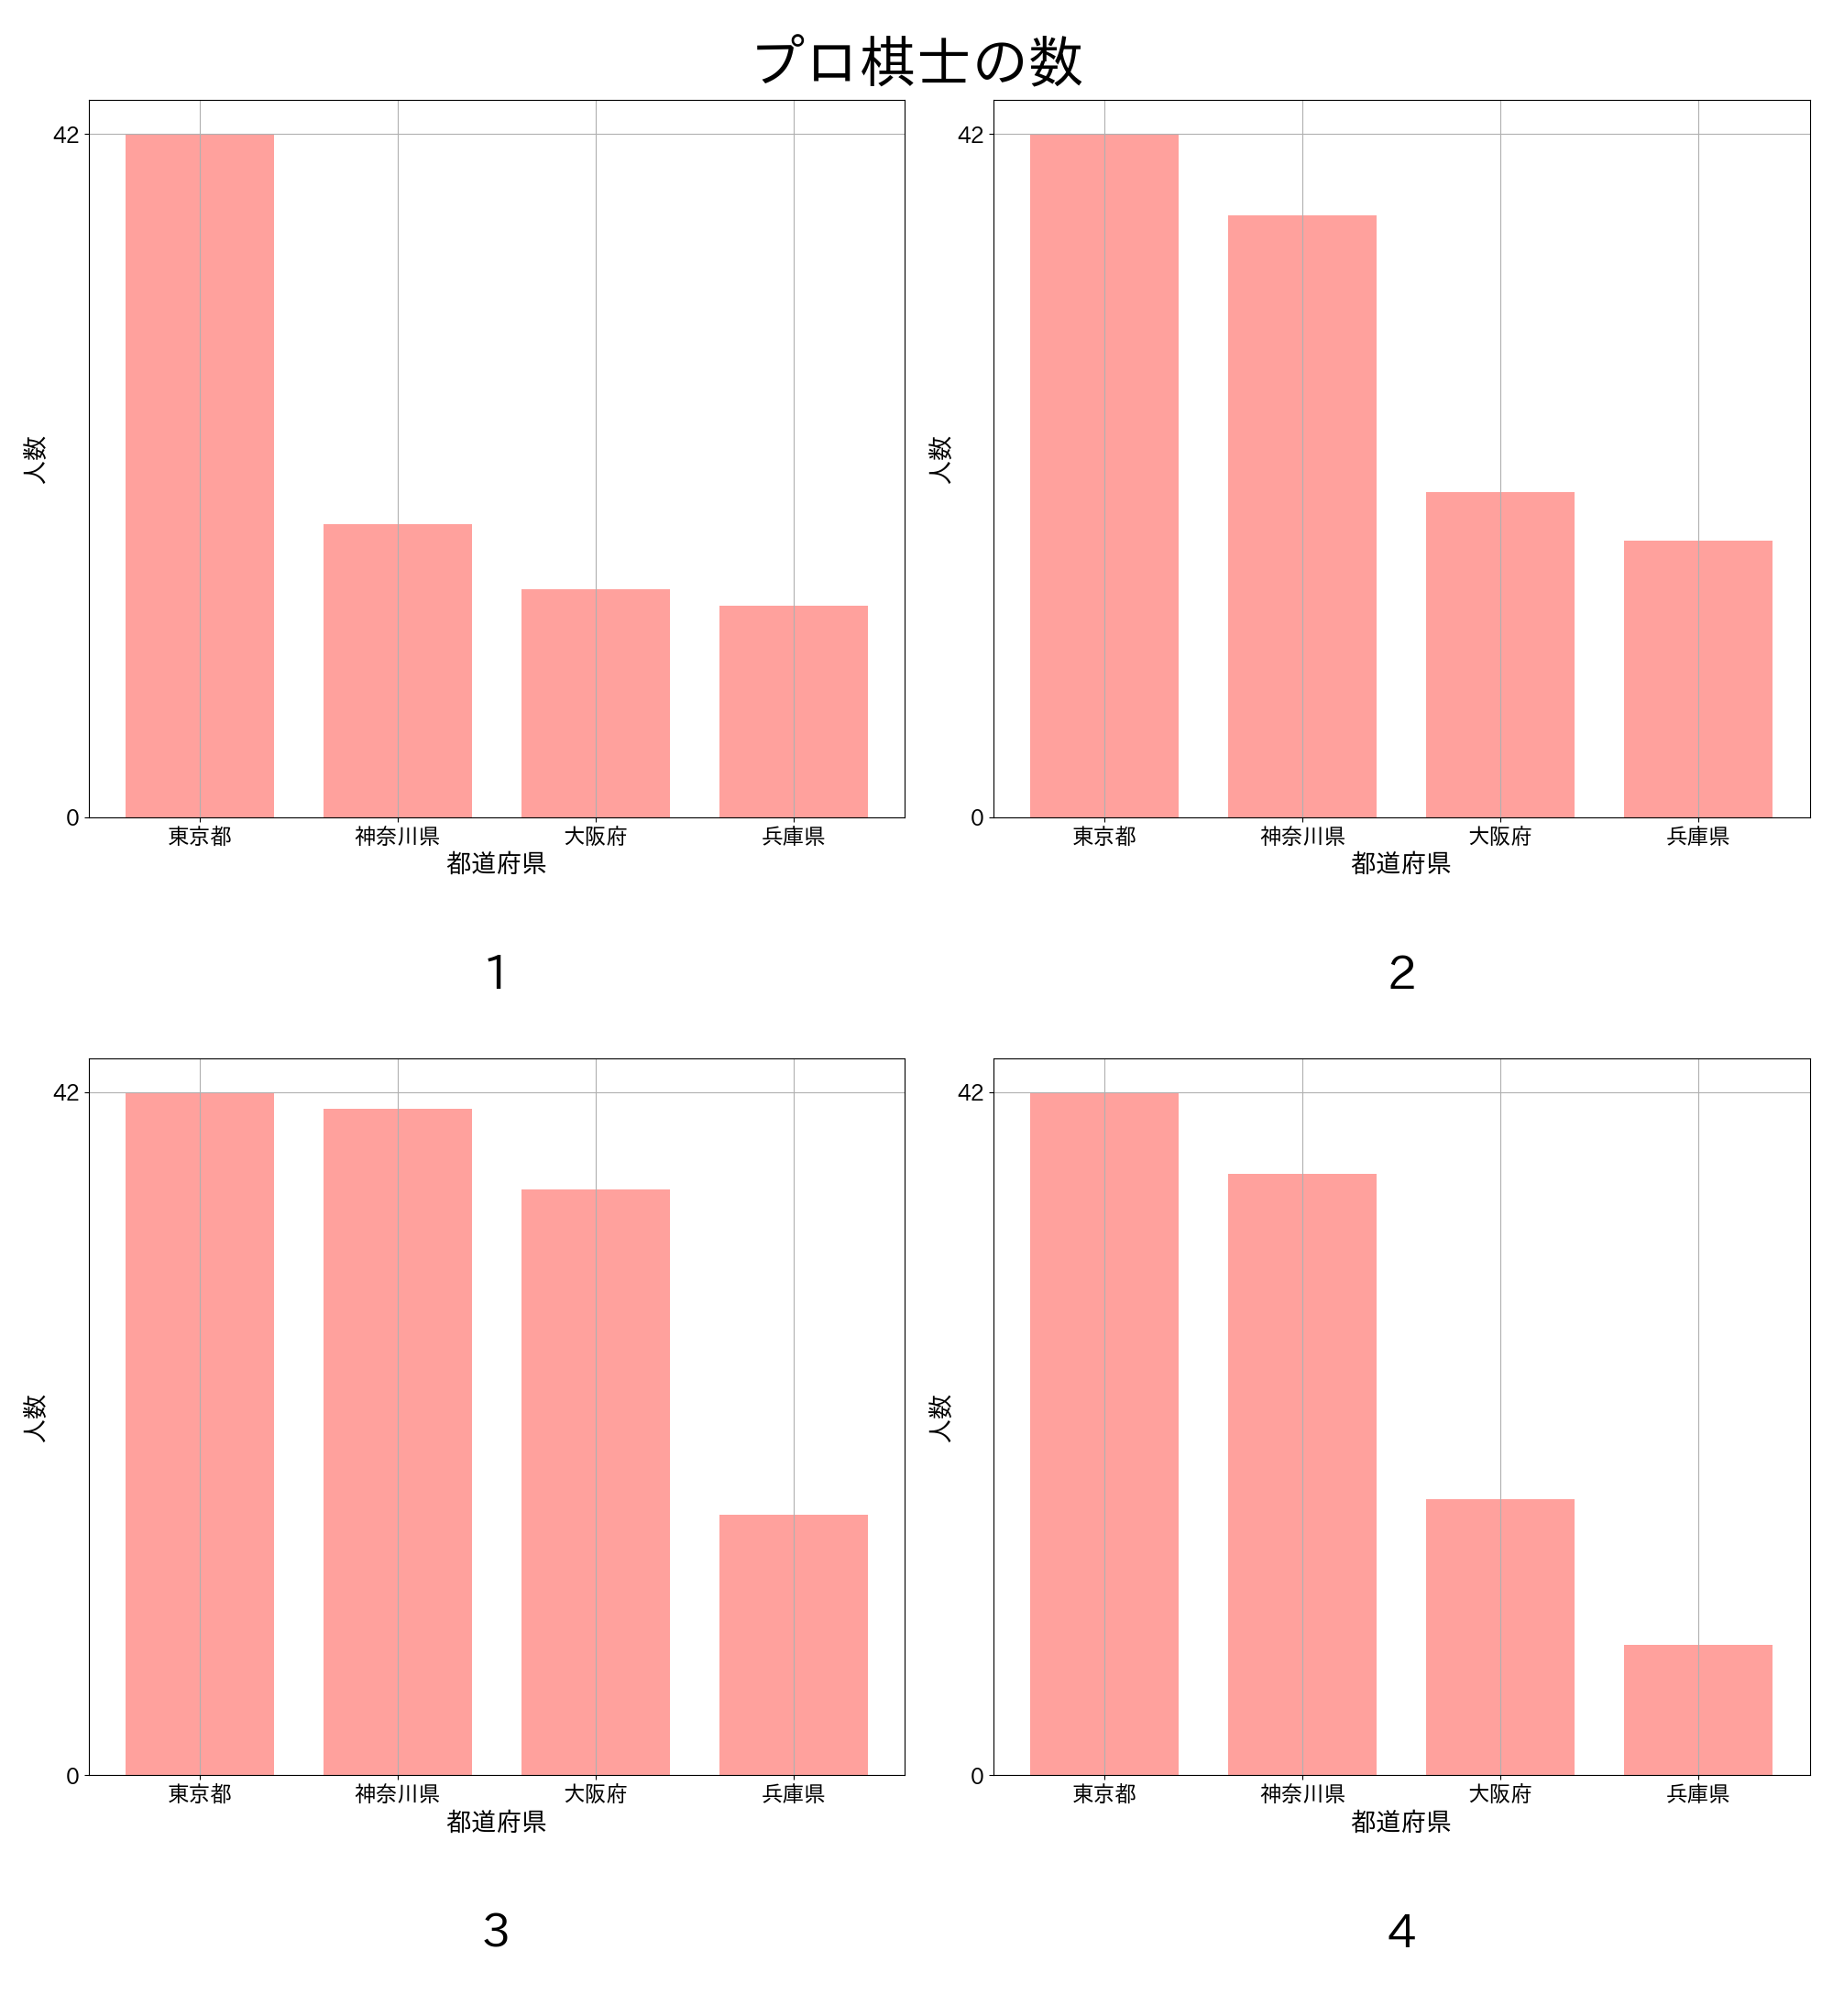 プロ棋士の数
42
人数
0
東京都 神奈川県 大阪府 兵庫県
都道府県
1
42
人数
0
東京都 神奈川県 大阪府 兵庫県
都道府県
2
42
人数
0
東京都 神奈川県 大阪府 兵庫県
都道府県
3
42
人数
0
東京都 神奈川県 大阪府 兵庫県
都道府県
4